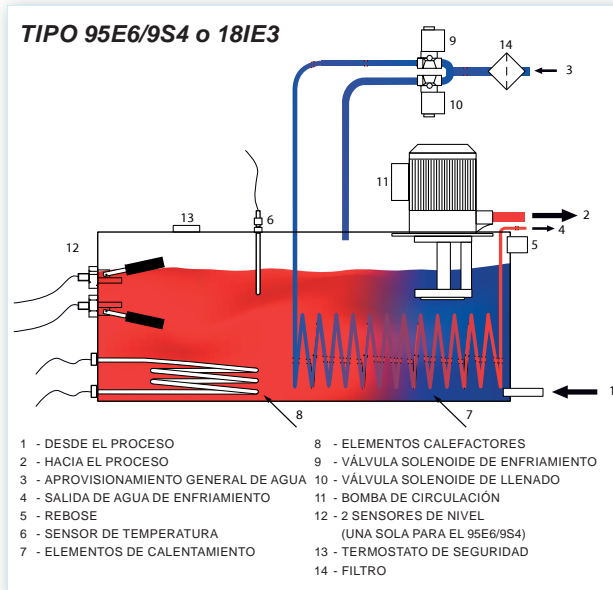 TIPO 95E6/9S4 o 18IE3
9
14
3
10
11
2
4
5
6
13
12
1
8
7
1 - DESDE EL PROCESO
2 - HACIA EL PROCESO
3 - APROVISIONAMIENTO GENERAL DE AGUA
4 - SALIDA DE AGUA DE ENFRIAMIENTO
5 - REBOSE
6 - SENSOR DE TEMPERATURA
7 - ELEMENTOS DE CALENTAMIENTO
8 - ELEMENTOS CALEFACTORES
9 - VÁLVULA SOLENOIDE DE ENFRIAMIENTO
10 - VÁLVULA SOLENOIDE DE LLENADO
11 - BOMBA DE CIRCULACIÓN
12 - 2 SENSORES DE NIVEL
(UNA SOLA PARA EL 95E6/9S4)
13 - TERMOSTATO DE SEGURIDAD
14 - FILTRO